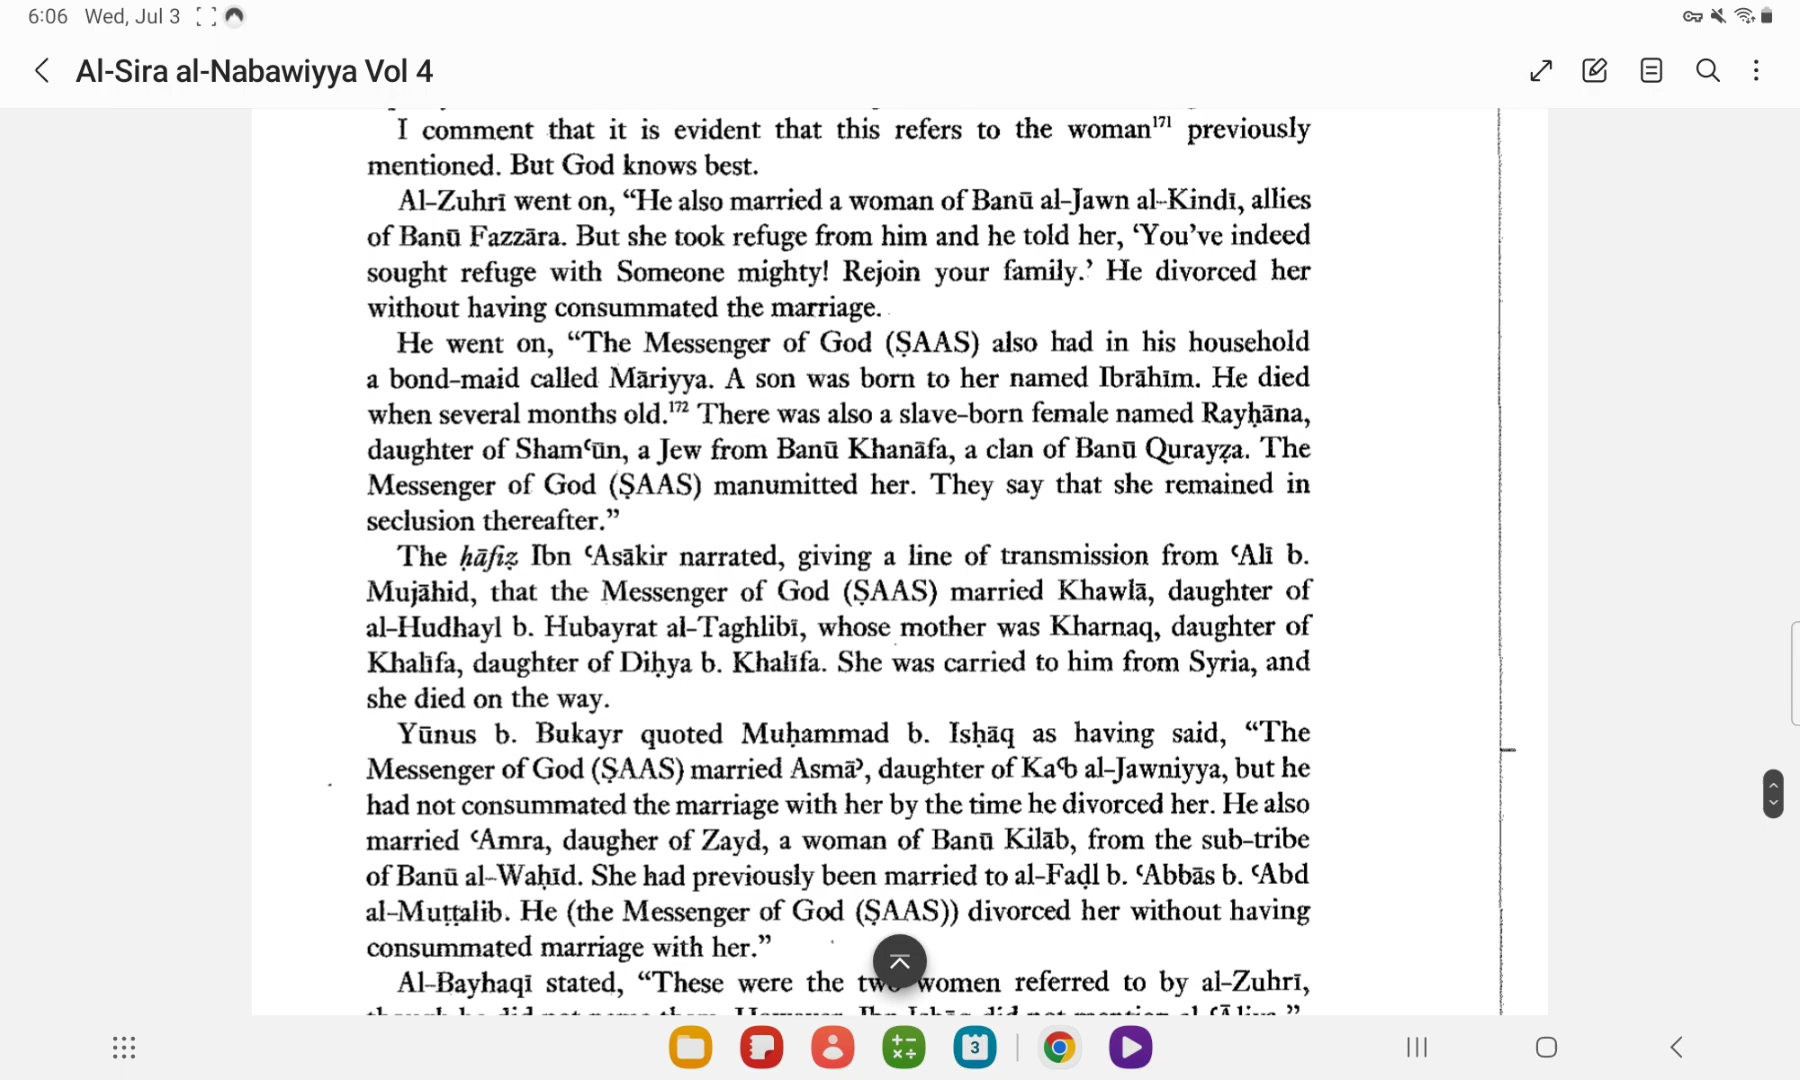 6:06 Wed, Jul 3
Al-Sira al-Nabawiyya Vol 4
I comment that it is evident that this refers to the woman¹⁷¹ previously
mentioned. But God knows best.
Al-Zuhrī went on, “He also married a woman of Banū al-Jawn al-Kindī, allies
of Banū Fazzāra. But she took refuge from him and he told her, ‘You’ve indeed
sought refuge with Someone mighty! Rejoin your family.’ He divorced her
without having consummated the marriage.
He went on, “The Messenger of God (ṢAAS) also had in his household
a bond-maid called Māriyya. A son was born to her named Ibrāhīm. He died
when several months old.¹⁷² There was also a slave-born female named Rayḥāna,
daughter of Shamʿūn, a Jew from Banū Khanāfa, a clan of Banū Qurayẓa. The
Messenger of God (ṢAAS) manumitted her. They say that she remained in
seclusion thereafter.”
The ḥāfiẓ Ibn ʿAsākir narrated, giving a line of transmission from ʿAlī b.
Mujāhid, that the Messenger of God (ṢAAS) married Khawlā, daughter of
al-Hudhayl b. Hubayrat al-Taghlibī, whose mother was Kharnaq, daughter of
Khalīfa, daughter of Diḥya b. Khalīfa. She was carried to him from Syria, and
she died on the way.
Yūnus b. Bukayr quoted Muḥammad b. Isḥāq as having said, “The
Messenger of God (ṢAAS) married Asmāʾ, daughter of Kaʿb al-Jawniyya, but he
had not consummated the marriage with her by the time he divorced her. He also
married ʿAmra, daugher of Zayd, a woman of Banū Kilāb, from the sub-tribe
of Banū al-Waḥīd. She had previously been married to al-Faḍl b. ʿAbbās b. ʿAbd
al-Muṭṭalib. He (the Messenger of God (ṢAAS)) divorced her without having
consummated marriage with her.”
Al-Bayhaqī stated, “These were the two women referred to by al-Zuhrī,
3